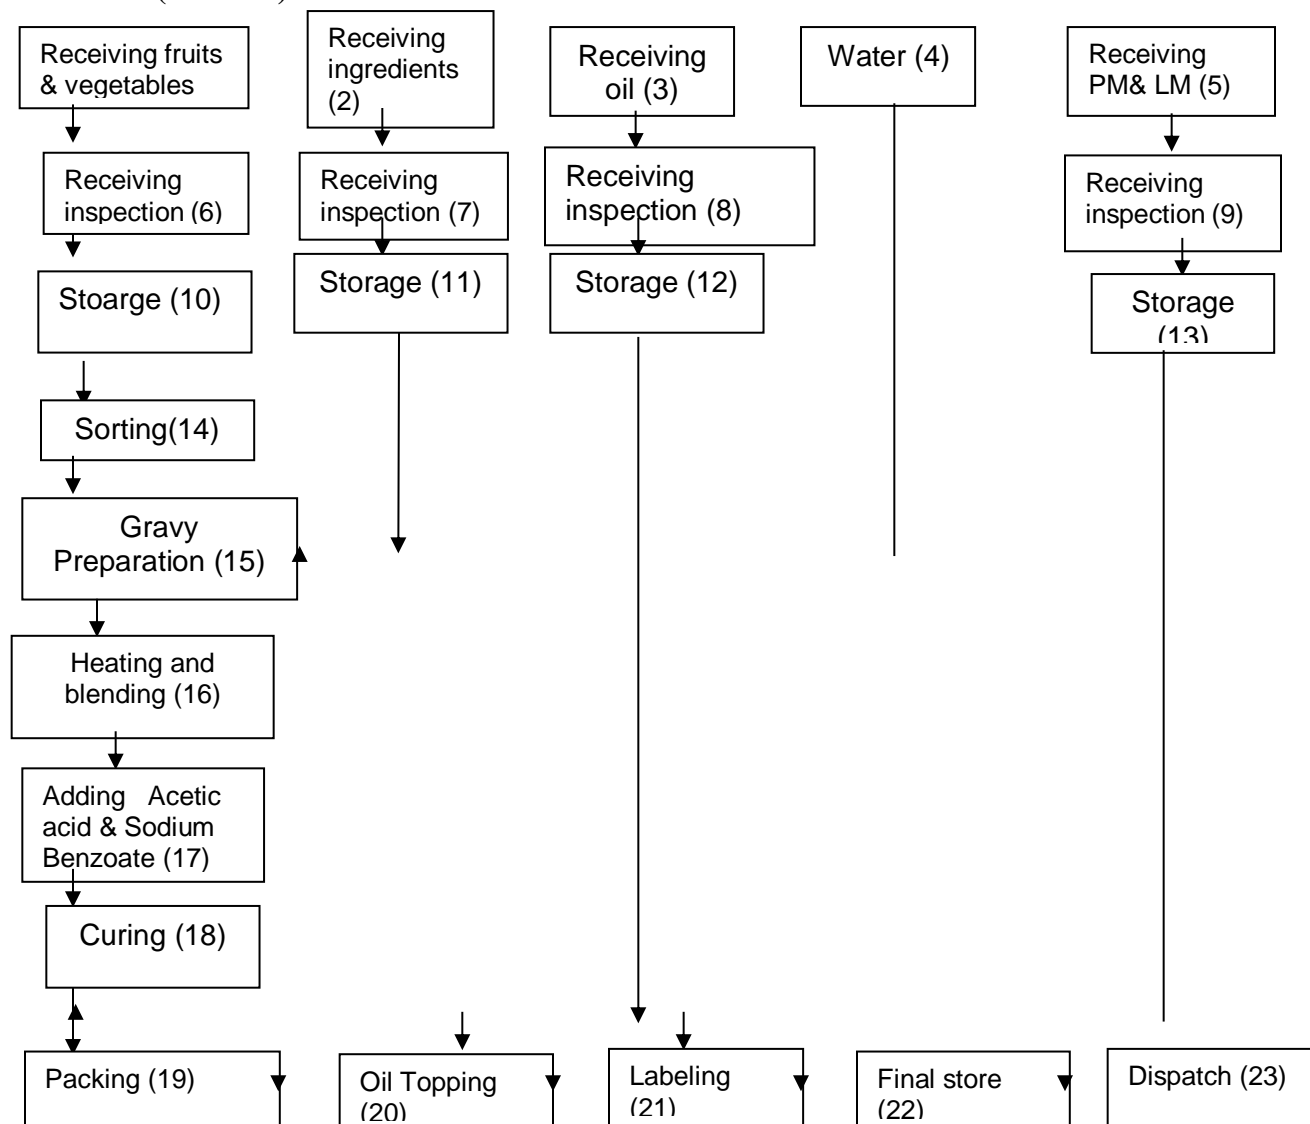 Receiving fruits
& vegetables
Receiving
ingredients
(2)
Receiving
oil (3)
Water (4)
Receiving
PM& LM (5)
Receiving
inspection (6)
Receiving
inspection (7)
Receiving
inspection (8)
Receiving
inspection (9)
Stoarge (10)
Storage (11)
Storage (12)
Storage
(13)
Sorting(14)
Gravy
Preparation (15)
Heating and
blending (16)
Adding Acetic
acid & Sodium
Benzoate (17)
Curing (18)
Packing (19)
Oil Topping
(20)
Labeling
(21)
Final store
(22)
Dispatch (23)